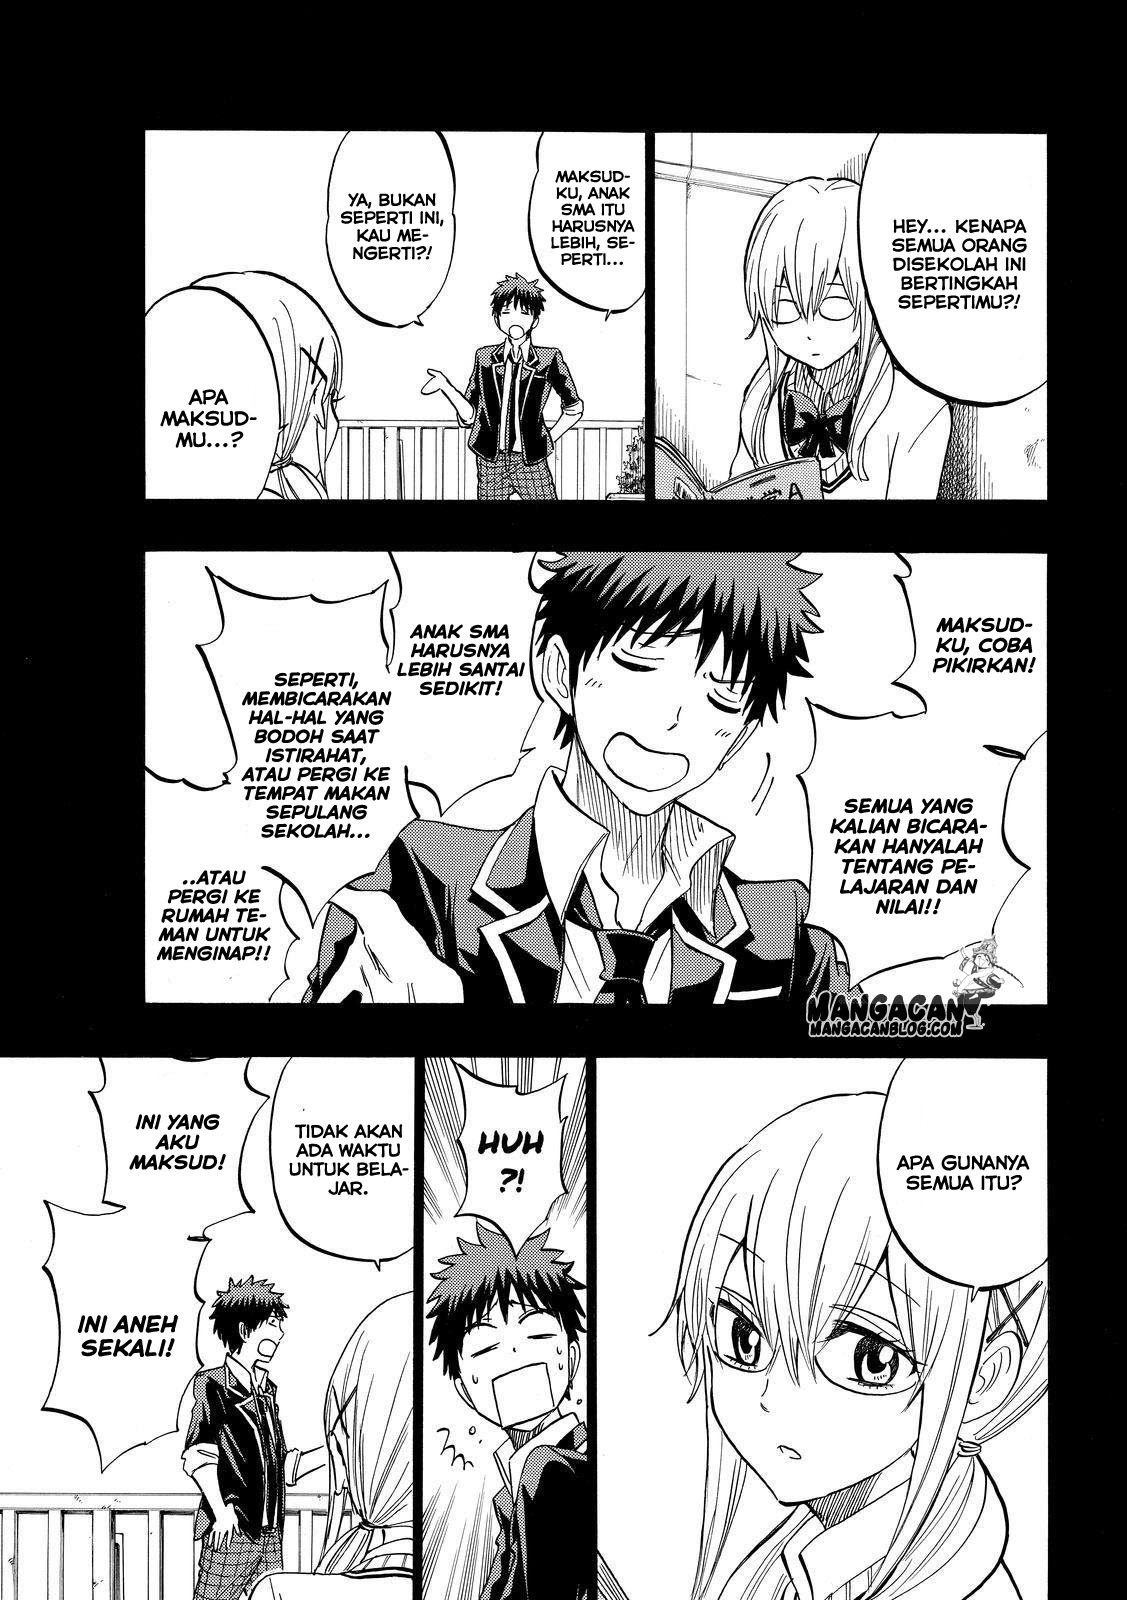 HEY... KENAPA
SEMUA ORANG
DISEKOLAH INI
BERTINGKAH
SEPERTIMU?!
MAKSUD-
KU, ANAK
SMA ITU
HARUSNYA
LEBIH, SE-
PERTI...
YA, BUKAN
SEPERTI INI,
KAU ME-
NGERTI?!
APA
MAKSUD-
MU...?
A
MAKSUD-
KU, COBA
PIKIRKAN!
SEMUA YANG
KALIAN BICARA-
KAN HANYALAH
TENTANG PE-
LAJARAN DAN
NILAI!!
ANAK SMA
HARUSNYA
LEBIH SANTAI
SEDIKIT!
SEPERTI,
MEMBICARAKAN
HAL-HAL YANG
BODOH SAAT
ISTIRAHAT,
ATAU PERGI KE
TEMPAT MAKAN
SEPULANG
SEKOLAH...
..ATAU
PERGI KE
RUMAH TE-
MAN UNTUK
MENGINAP!!
MANGACAN
MANGACANBLOG.COM
APA GUNANYA
SEMUA ITU?
HUH
?!
TIDAK AKAN
ADA WAKTU
UNTUK BELA-
JAR.
INI YANG
AKU
MAKSUD!
INI ANEH
SEKALI!